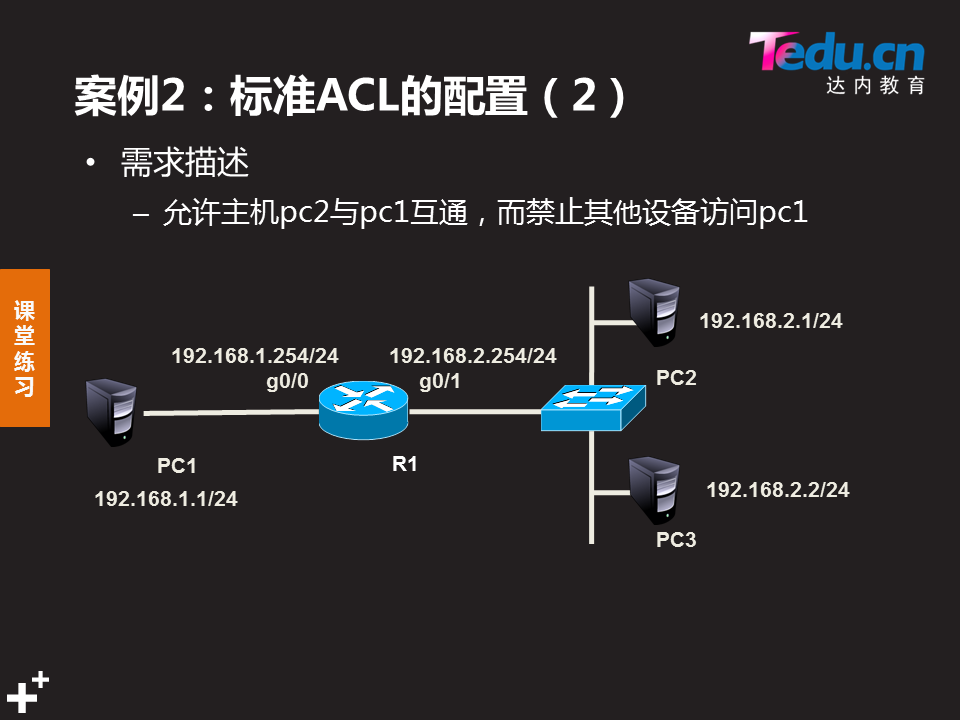 Tedu.cn
达内教育
案例2：标准ACL的配置（2）
• 需求描述
– 允许主机pc2与pc1互通，而禁止其他设备访问pc1
课堂练习
192.168.2.1/24
192.168.1.254/24
192.168.2.254/24
g0/0
g0/1
PC2
PC1
R1
192.168.1.1/24
192.168.2.2/24
PC3